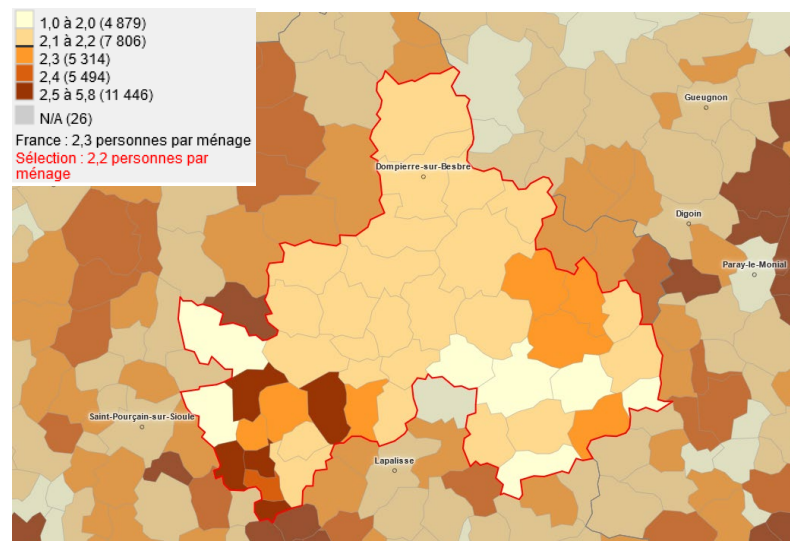 1,0 à 2,0 (4 879)
2,1 à 2,2 (7 806)
2,3 (5 314)
2,4 (5 494)
2,5 à 5,8 (11 446)
N/A (26)
France : 2,3 personnes par ménage
Sélection : 2,2 personnes par
ménage
Gueugnon
Dompierre-sur-Besbre
Digoin
Paray-le-Monial
Saint-Pourçain-sur-Sioule
Lapalisse